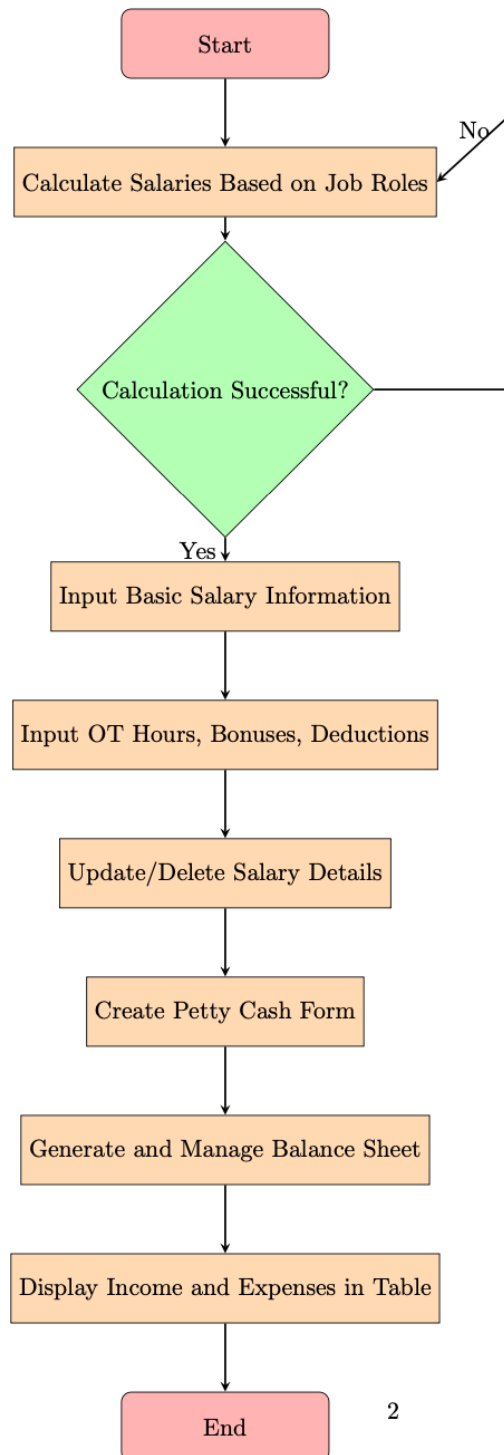 Start
No
Calculate Salaries Based on Job Roles
Calculation Successful?
Yes
Input Basic Salary Information
Input OT Hours, Bonuses, Deductions
Update/Delete Salary Details
Create Petty Cash Form
Generate and Manage Balance Sheet
Display Income and Expenses in Table
End
2